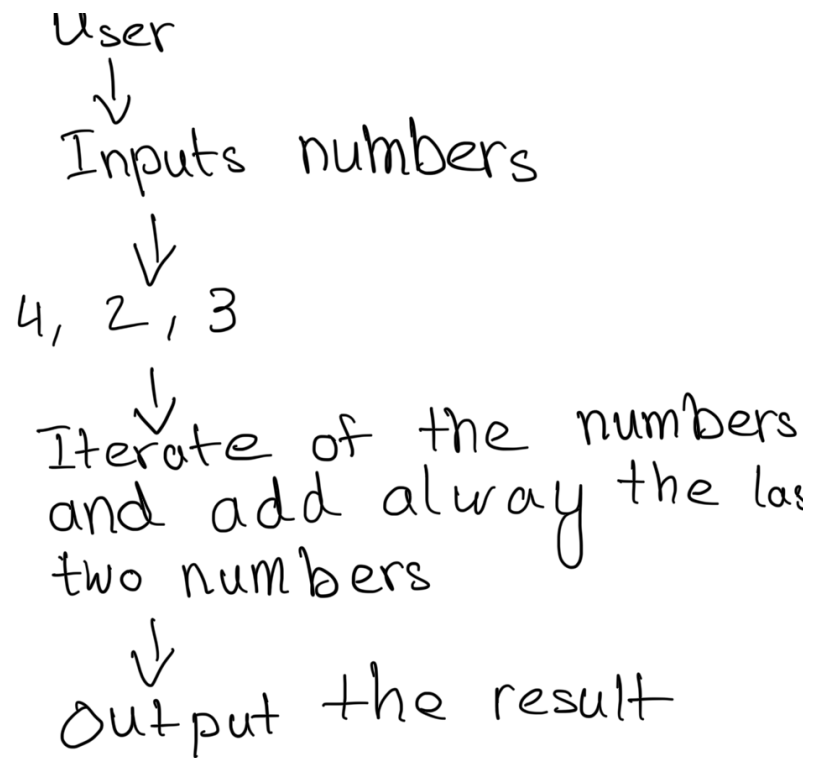 User
Inputs numbers
4, 2, 3
Iterate of the numbers
and add alway the las
two numbers
Output the result